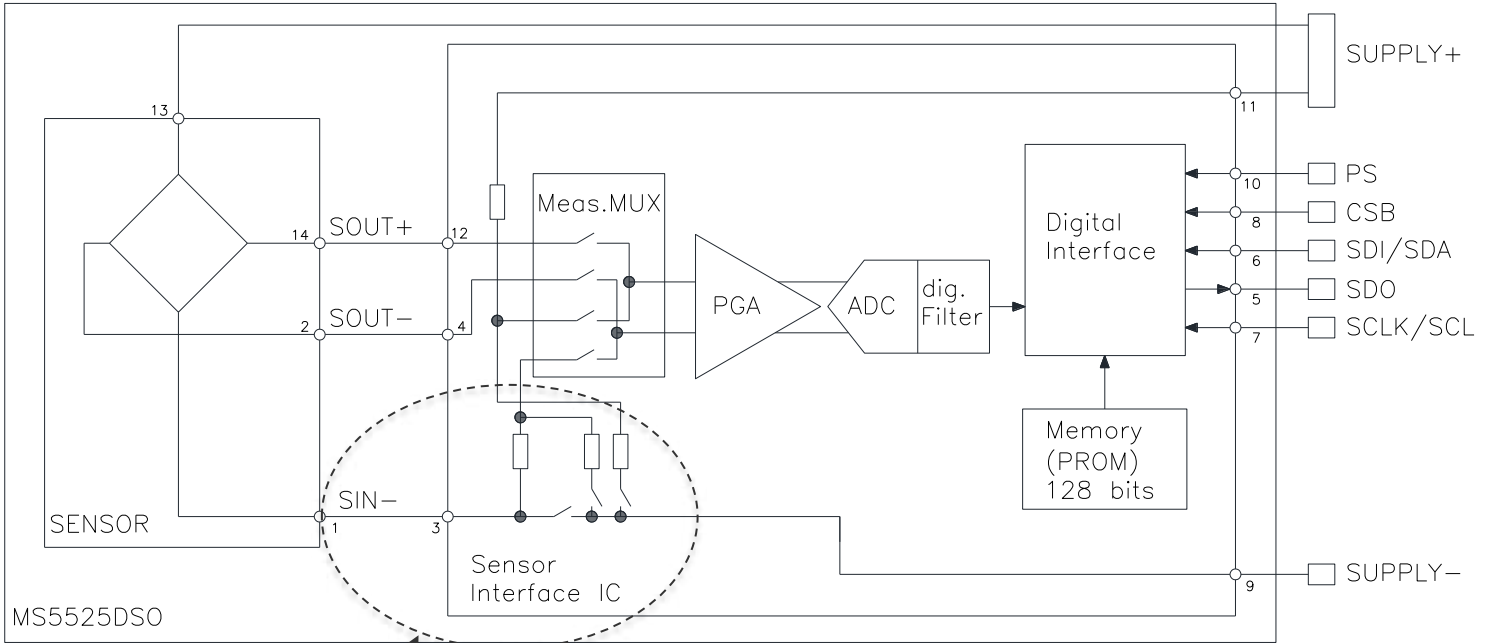 SUPPLY+
13
11
PS
10
Meas.MUX
CSB
8
SOUT+
14
12
Digital
Interface
SDI/SDA
6
PGA
ADC
dig.
Filter
SDO
5
SOUT-
2
4
SCLK/SCL
7
Memory
(PROM)
128 bits
SIN-
SENSOR
1
3
Sensor
Interface IC
SUPPLY-
9
MS5525DSO